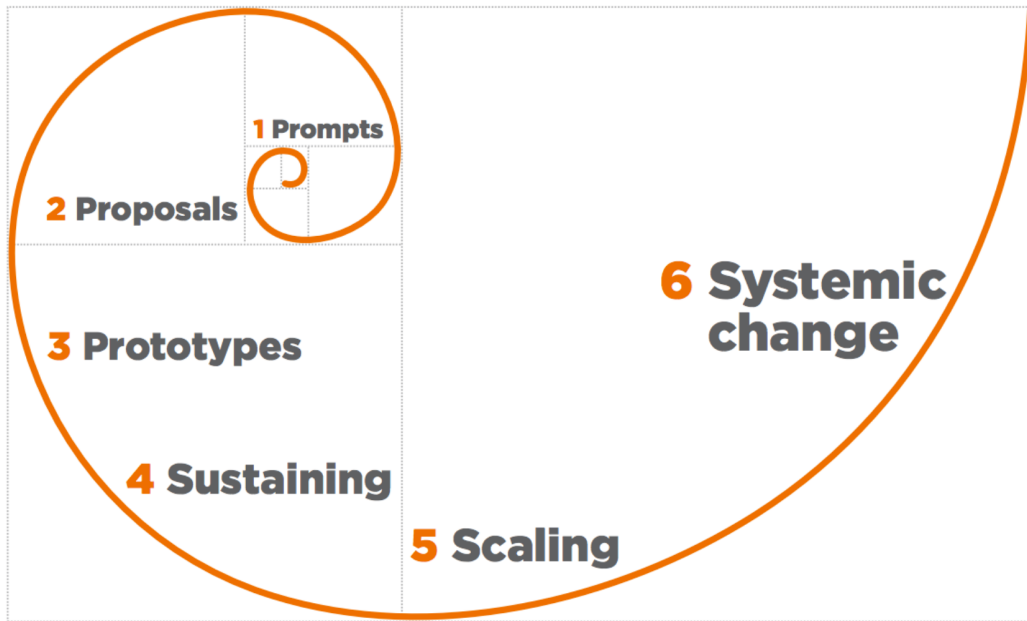 1 Prompts
2 Proposals
3 Prototypes
4 Sustaining
5 Scaling
6 Systemic
change